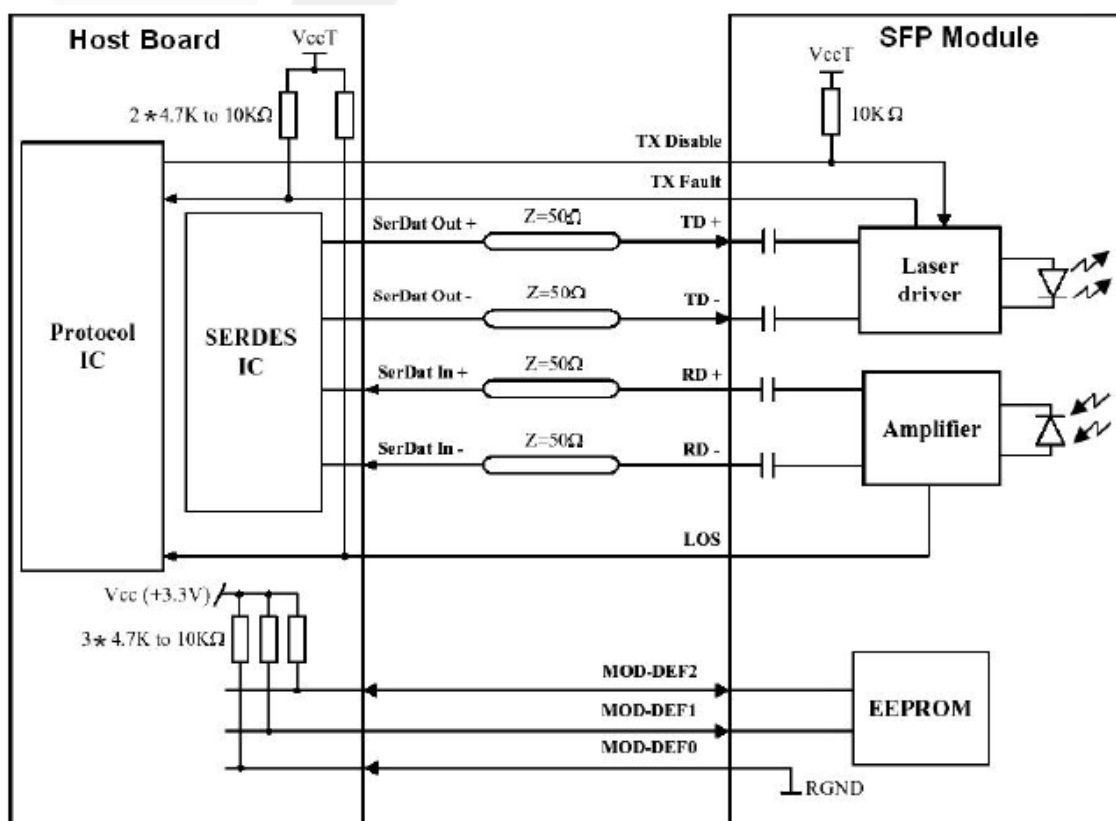 Host Board
SFP Module
VccT
VccT
2*4.7K to 10KΩ
10KΩ
TX Disable
TX Fault
SerDat Out +
Z=50Ω
TD +
Laser
driver
SerDat Out -
Z=50Ω
TD -
Protocol
IC
SERDES
IC
SerDat In +
Z=50Ω
RD +
Amplifier
SerDat In -
Z=50Ω
RD -
LOS
Vcc (+3.3V)
3*4.7K to 10KΩ
MOD-DEF2
MOD-DEF1
MOD-DEF0
EEPROM
RGND